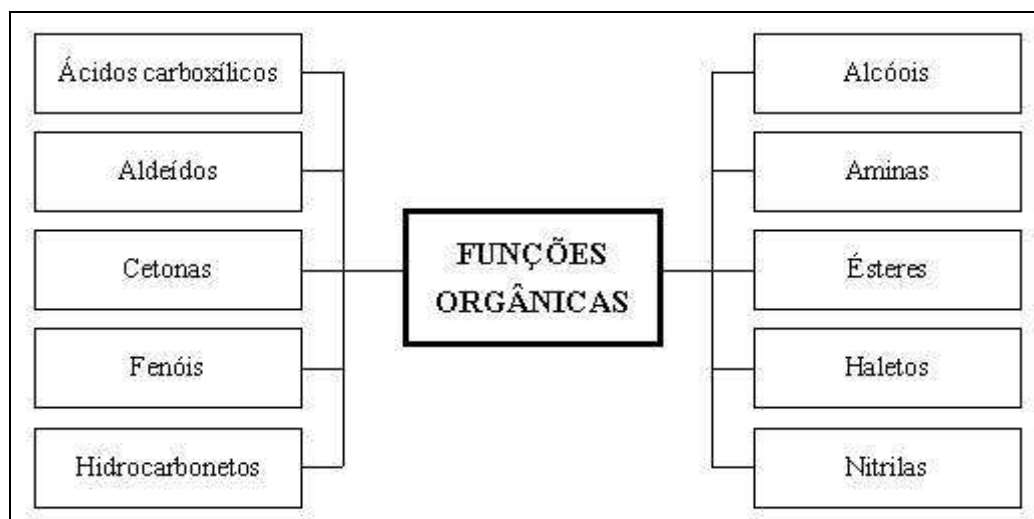 Ácidos carboxílicos
Aldeídos
Cetonas
Fenóis
Hidrocarbonetos
FUNÇÕES
ORGÂNICAS
Alcóois
Aminas
Ésteres
Haletos
Nitrilas